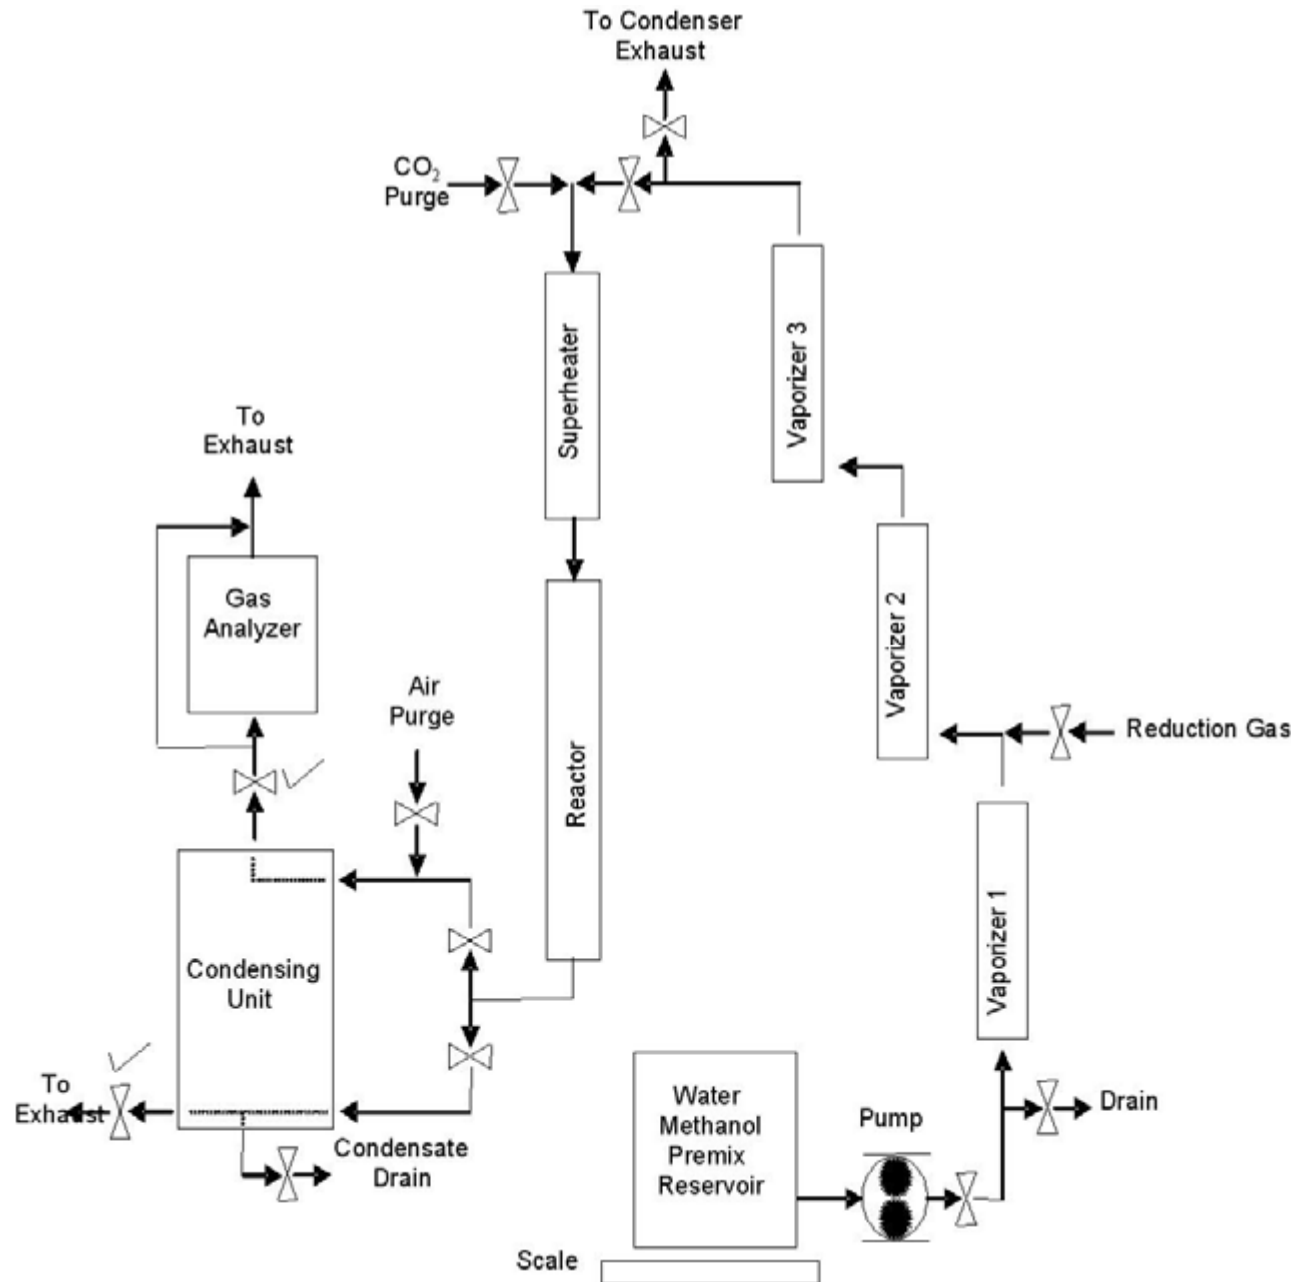 To Condenser
Exhaust
CO₂
Purge
Superheater
Vaporizer 3
To
Exhaust
Gas
Analyzer
Air
Purge
Reactor
Vaporizer 2
Reduction Gas
Vaporizer 1
Condensing
Unit
To
Exhaust
Condensate
Drain
Water
Methanol
Premix
Reservoir
Pump
Drain
Scale